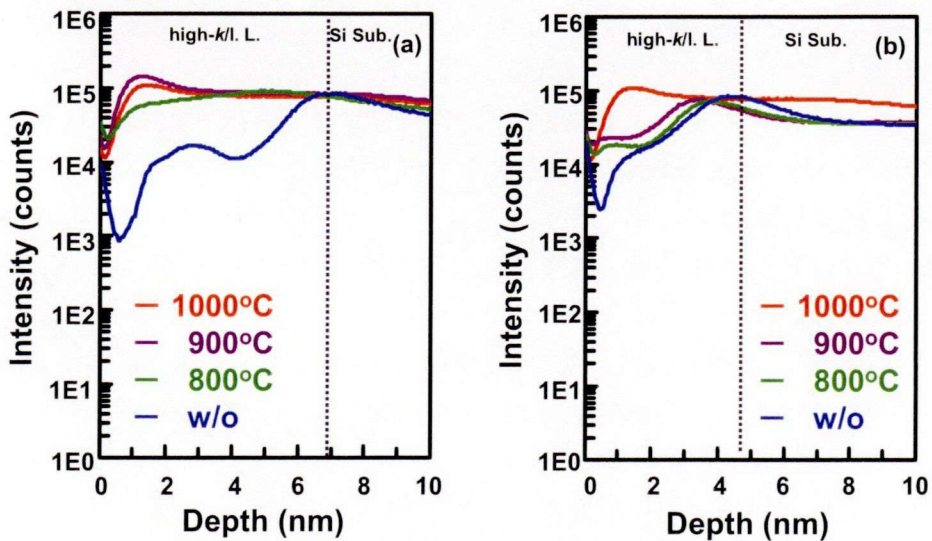 1E6
1E5
1E4
1E3
1E2
1E1
1E0
Intensity (counts)
high-k/I. L.
Si Sub.
(a)
1000°C
900°C
800°C
w/o
0
2
4
6
8
10
Depth (nm)
1E6
1E5
1E4
1E3
1E2
1E1
1E0
Intensity (counts)
high-k/I. L.
Si Sub.
(b)
1000°C
900°C
800°C
w/o
0
2
4
6
8
10
Depth (nm)